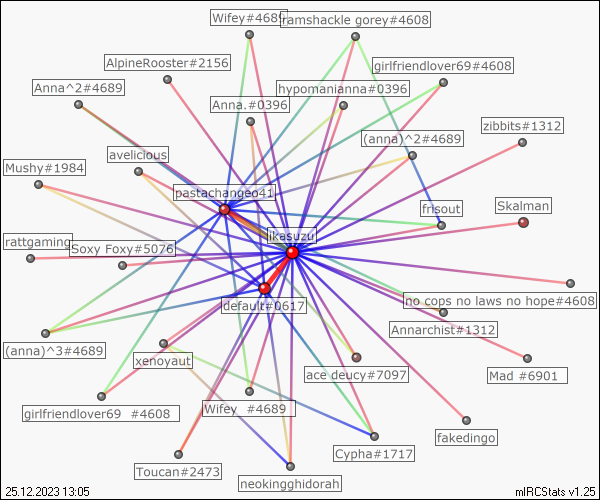 Wifey#4689
ramshackle gorey#4608
AlpineRooster#2156
girlfriendlover69#4608
Anna^2#4689
hypomanianna#0396
Anna.#0396
zibbits#1312
(anna)^2#4689
avelicious
Mushy#1984
pastachangeo41
Skalman
frisout
likasuzu
rattgaming
Soxy Foxy#5076
default#0617
no cops no laws no hope#4608
Annarchist#1312
(anna)^3#4689
xenoyaut
ace deucy#7097
Mad #6901
girlfriendlover69 #4608
Wifey #4689
fakedingo
Cypha#1717
Toucan#2473
neokingghidorah
25.12.2023 13:05
mIRCStats v1.25